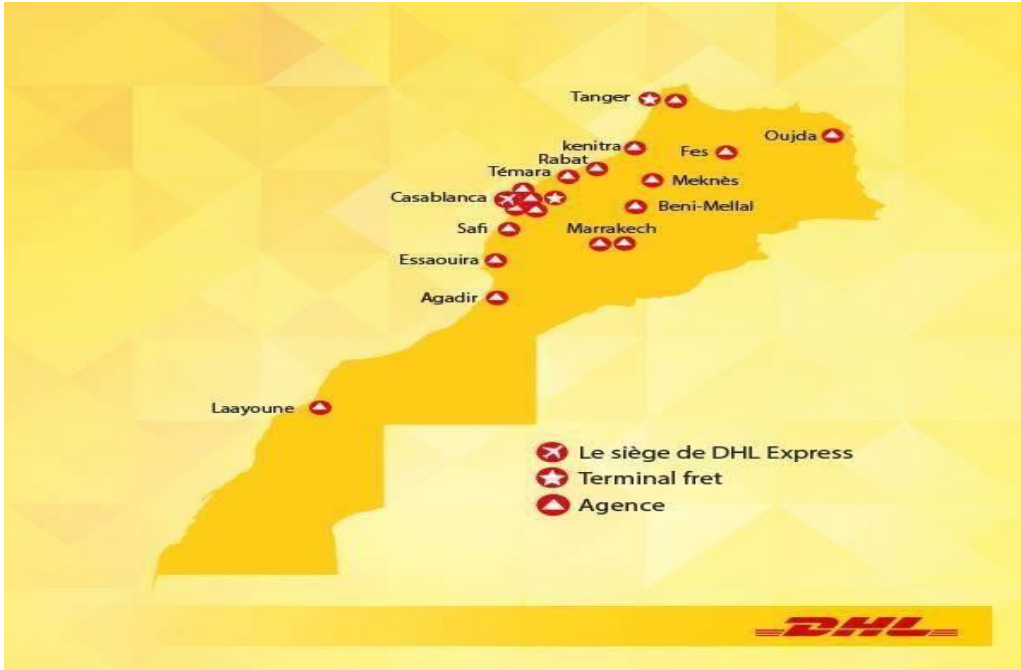 Tanger
Oujda
kenitra
Fes
Rabat
Témara
Meknès
Casablanca
Beni-Mellal
Safi
Marrakech
Essaouira
Agadir
Laayoune
Le siège de DHL Express
Terminal fret
Agence
DHL